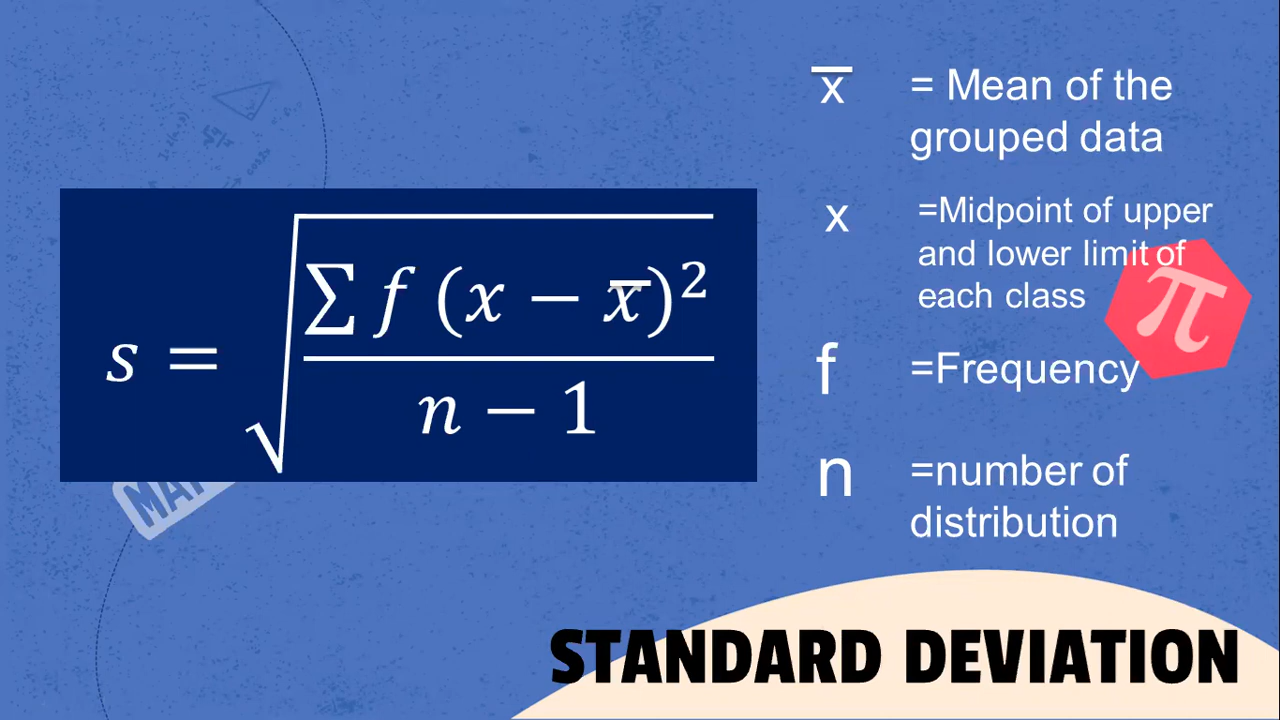 s = √(∑ f (x − x̅)² / n − 1)
x̅ = Mean of the
grouped data
x =Midpoint of upper
and lower limit of
each class
π
f =Frequency
n =number of
distribution
MAT
STANDARD DEVIATION